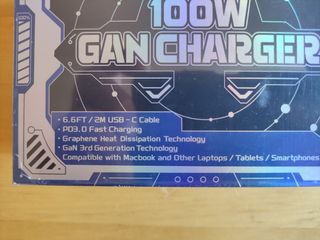 100%
100W
GAN CHARGER
• 6.6FT / 2M USB - C Cable
• PD3.0 Fast Charging
• Graphene Heat Dissipation Technology
• GaN 3rd Generation Technology
Compatible with Macbook and Other Laptops / Tablets / Smartphones